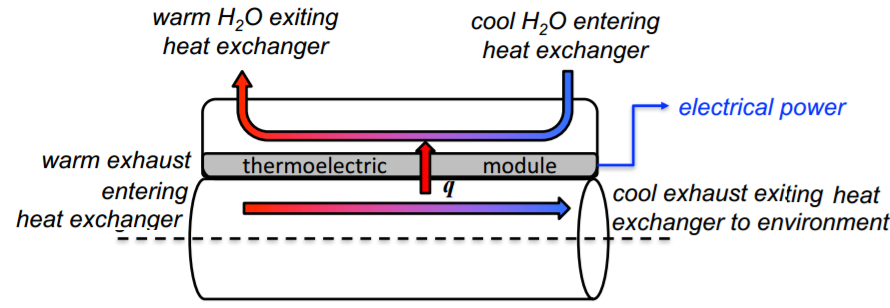 warm H₂O exiting
heat exchanger
cool H₂O entering
heat exchanger
electrical power
warm exhaust
entering
heat exchanger
thermoelectric module
q
cool exhaust exiting heat
exchanger to environment